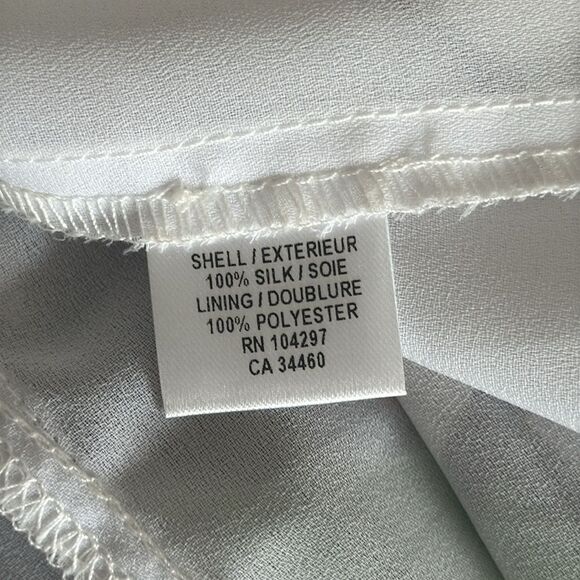 SHELL / EXTERIEUR
100% SILK / SOIE
LINING / DOUBLURE
100% POLYESTER
RN 104297
CA 34460